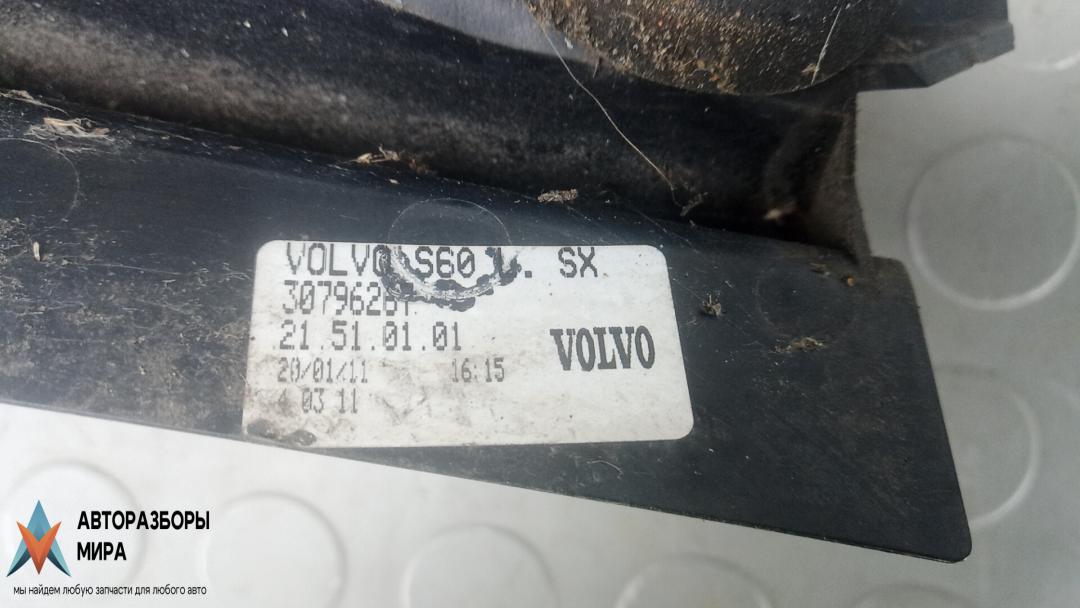 VOLVO S60 . SX
21.51.01.01
20/01/11 16:15
4 03 11
VOLVO
АВТОРАЗБОРЫ
МИРА
мы найдем любую запчасти для любого авто